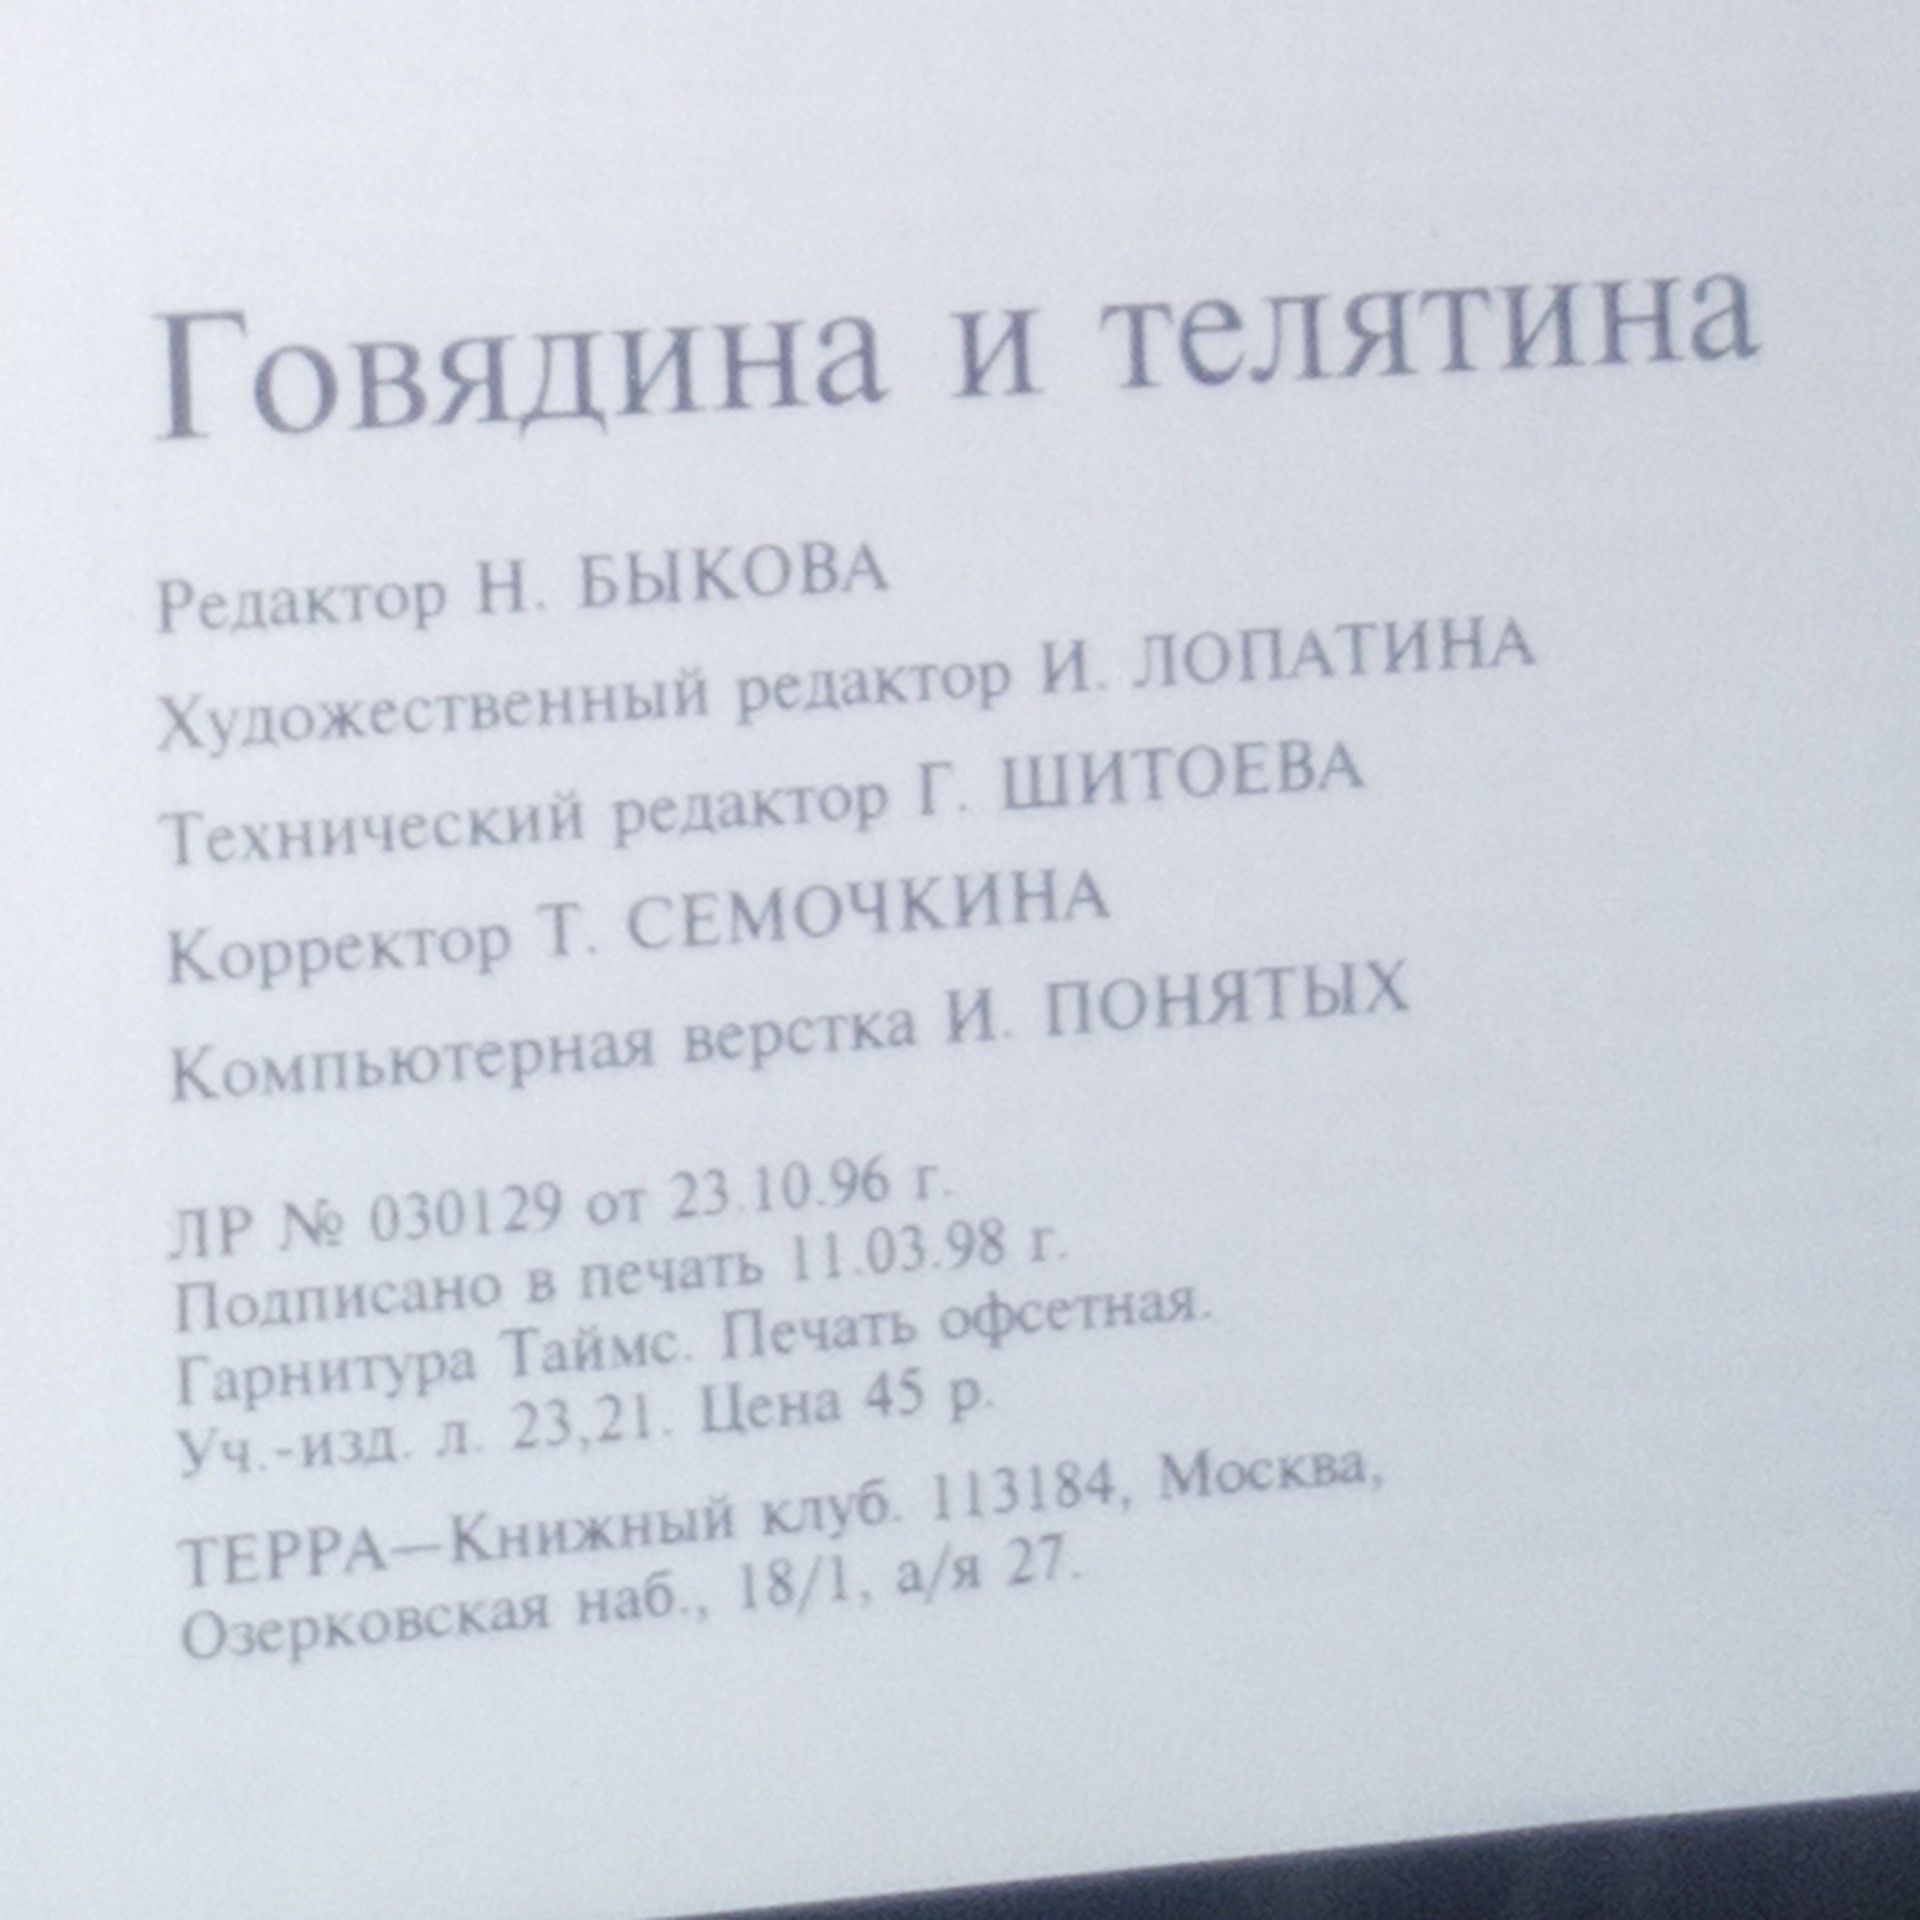 Говядина и телятина
Редактор Н. БЫКОВА
Художественный редактор И. ЛОПАТИНА
Технический редактор Г. ШИТОЕВА
Корректор Т. СЕМОЧКИНА
Компьютерная верстка И. ПОНЯТЫХ
ЛР № 030129 от 23.10.96 г.
Подписано в печать 11.03.98 г.
Гарнитура Таймс. Печать офсетная.
Уч.-изд. л. 23,21. Цена 45 р.
ТЕРРА—Книжный клуб. 113184, Москва,
Озерковская наб., 18/1, а/я 27.